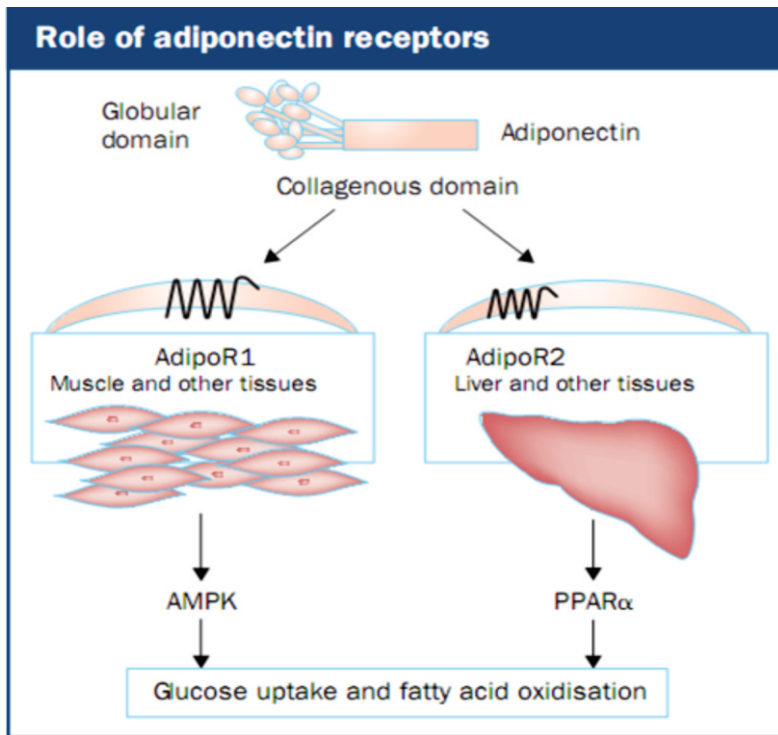 Role of adiponectin receptors
Globular
domain
Adiponectin
Collagenous domain
AdipoR1
Muscle and other tissues
AdipoR2
Liver and other tissues
AMPK
PPARα
Glucose uptake and fatty acid oxidisation